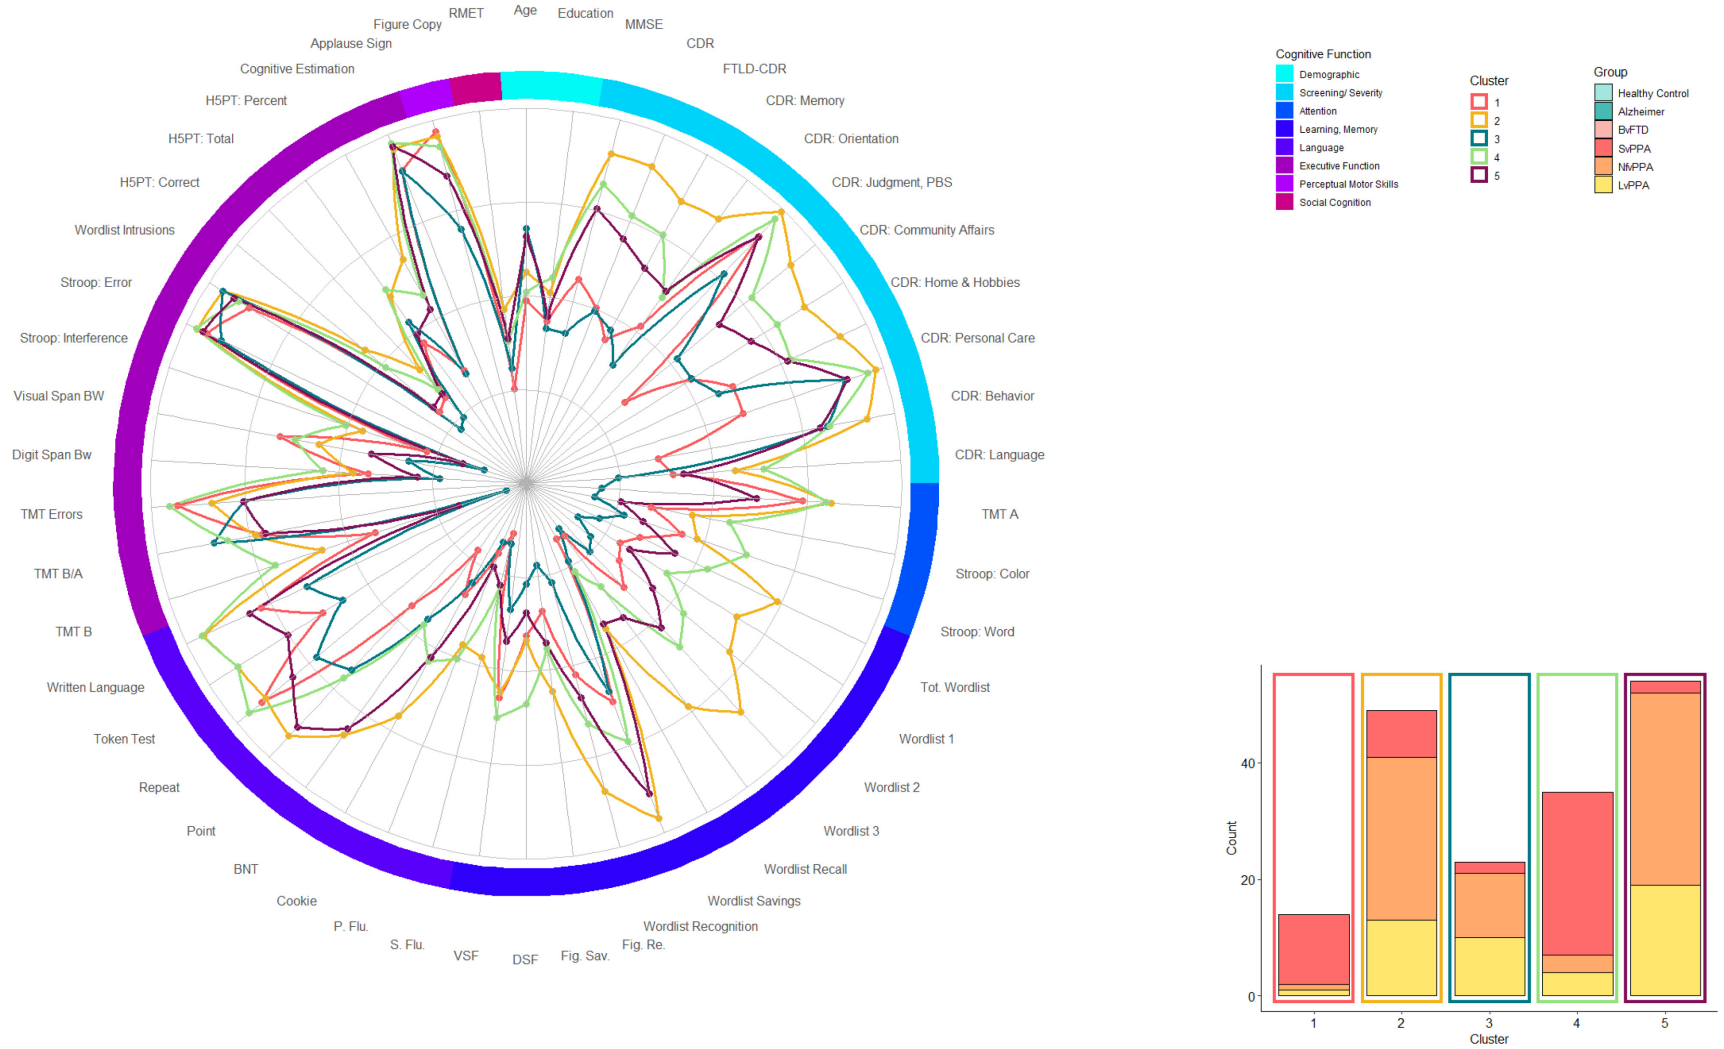 Age
Education
MMSE
CDR
FTLD-CDR
CDR: Memory
CDR: Orientation
CDR: Judgment, PBS
CDR: Community Affairs
CDR: Home & Hobbies
CDR: Personal Care
CDR: Behavior
CDR: Language
TMT A
Stroop: Color
Stroop: Word
Tot. Wordlist
Wordlist 1
Wordlist 2
Wordlist 3
Wordlist Recall
Wordlist Savings
Wordlist Recognition
Fig. Re.
Fig. Sav.
DSF
VSF
S. Flu.
P. Flu.
Cookie
BNT
Point
Repeat
Token Test
Written Language
TMT B
TMT B/A
TMT Errors
Digit Span Bw
Visual Span BW
Stroop: Interference
Stroop: Error
Wordlist Intrusions
H5PT: Correct
H5PT: Total
H5PT: Percent
Cognitive Estimation
Applause Sign
Figure Copy
RMET
Cognitive Function
Demographic
Screening/ Severity
Attention
Learning, Memory
Language
Executive Function
Perceptual Motor Skills
Social Cognition
Cluster
1
2
3
4
5
Group
Healthy Control
Alzheimer
BvFTD
SvPPA
NfvPPA
LvPPA
Count
40
20
0
1
2
3
4
5
Cluster